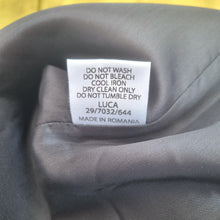 DO NOT WASH
DO NOT BLEACH
COOL IRON
DRY CLEAN ONLY
DO NOT TUMBLE DRY
LUCA
29/7032/644
MADE IN ROMANIA